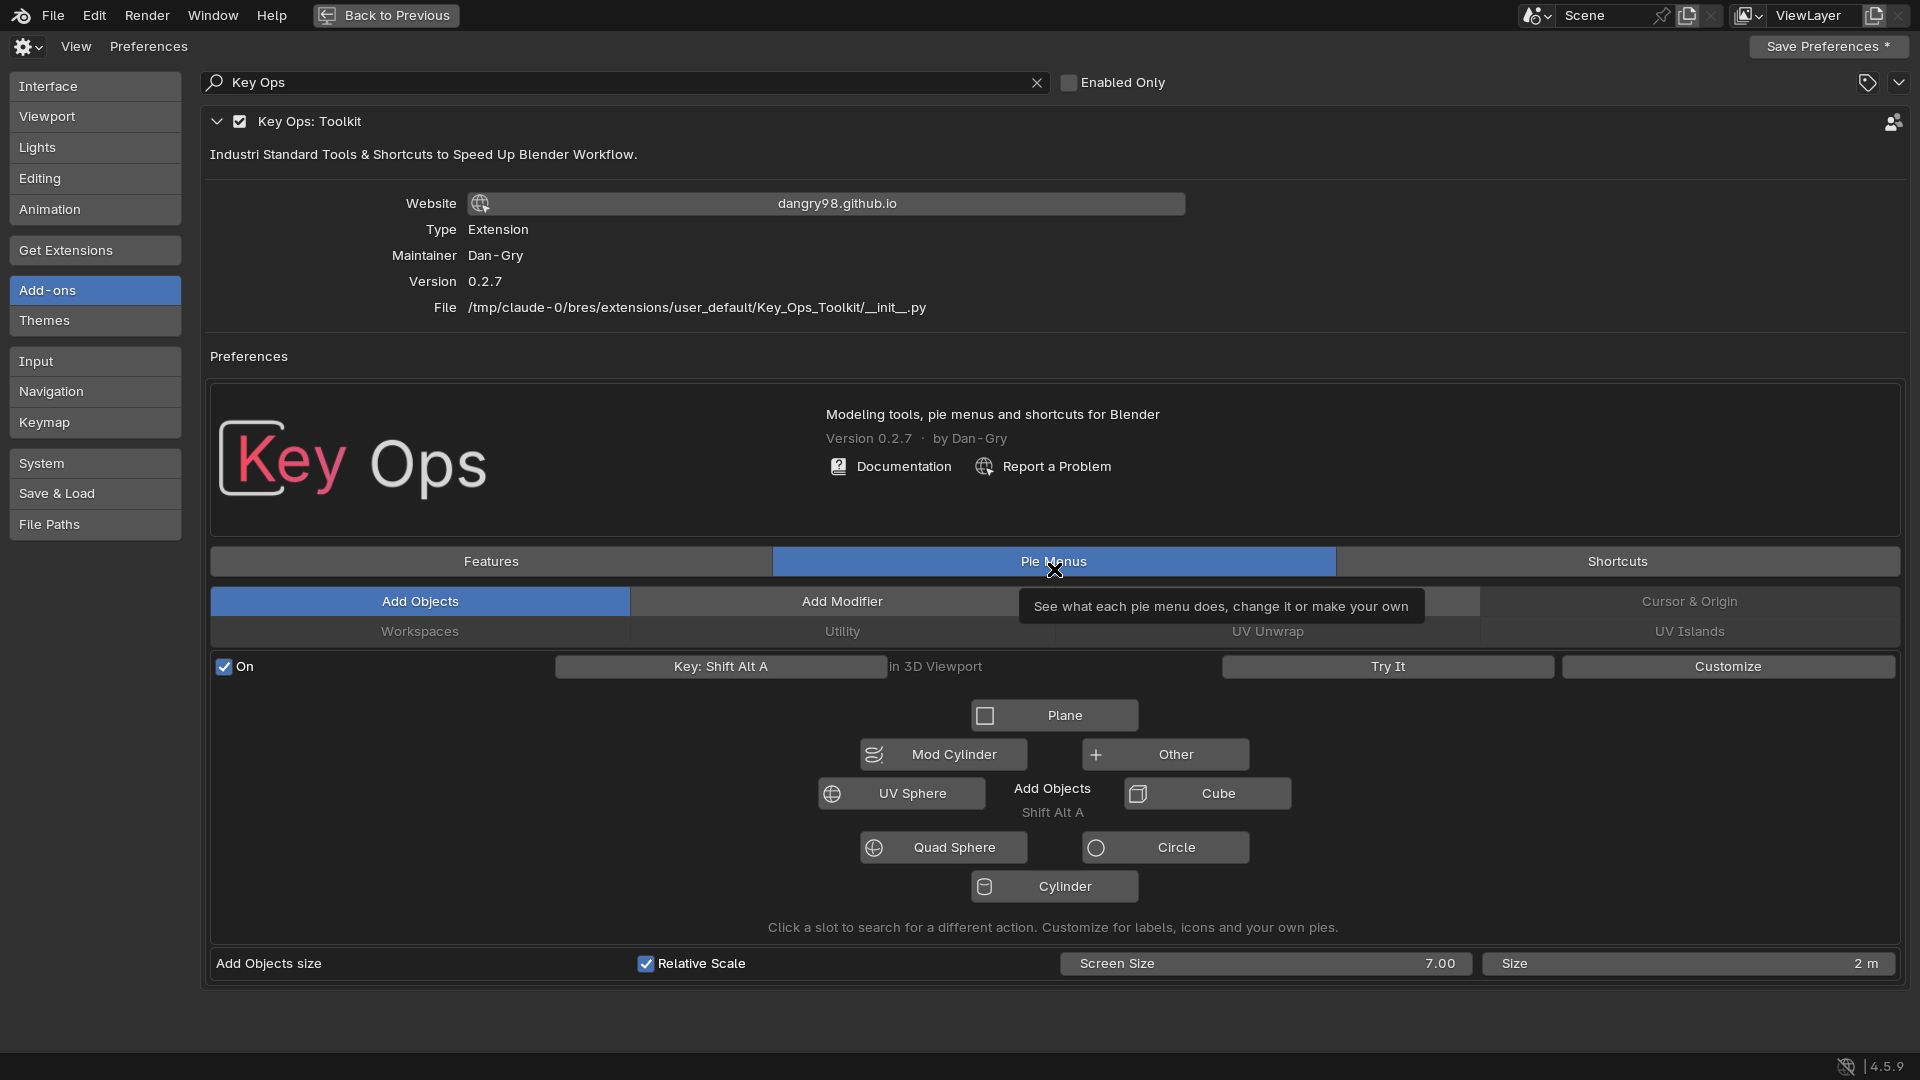 File Edit Render Window Help Back to Previous Scene ViewLayer
View Preferences Save Preferences *
Interface
Viewport
Lights
Editing
Animation
Get Extensions
Add-ons
Themes
Input
Navigation
Keymap
System
Save & Load
File Paths
Key Ops Enabled Only
Key Ops: Toolkit
Industri Standard Tools & Shortcuts to Speed Up Blender Workflow.
Website dangry98.github.io
Type Extension
Maintainer Dan-Gry
Version 0.2.7
File /tmp/claude-0/bres/extensions/user_default/Key_Ops_Toolkit/__init__.py
Preferences
Key Ops
Modeling tools, pie menus and shortcuts for Blender
Version 0.2.7 · by Dan-Gry
Documentation Report a Problem
Features Pie Menus Shortcuts
Add Objects Add Modifier Cursor & Origin
See what each pie menu does, change it or make your own
Workspaces Utility UV Unwrap UV Islands
On Key: Shift Alt A in 3D Viewport Try It Customize
Plane
Mod Cylinder Other
UV Sphere Add Objects Cube
Shift Alt A
Quad Sphere Circle
Cylinder
Click a slot to search for a different action. Customize for labels, icons and your own pies.
Add Objects size Relative Scale Screen Size 7.00 Size 2 m
4.5.9